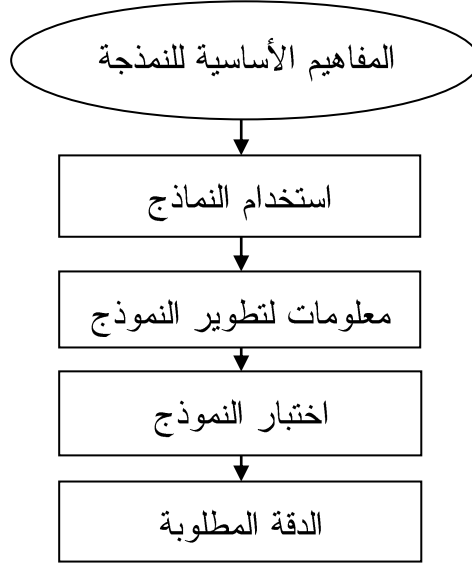 المفاهيم الأساسية للنمذجة
استخدام النماذج
معلومات لتطوير النموذج
اختبار النموذج
الدقة المطلوبة